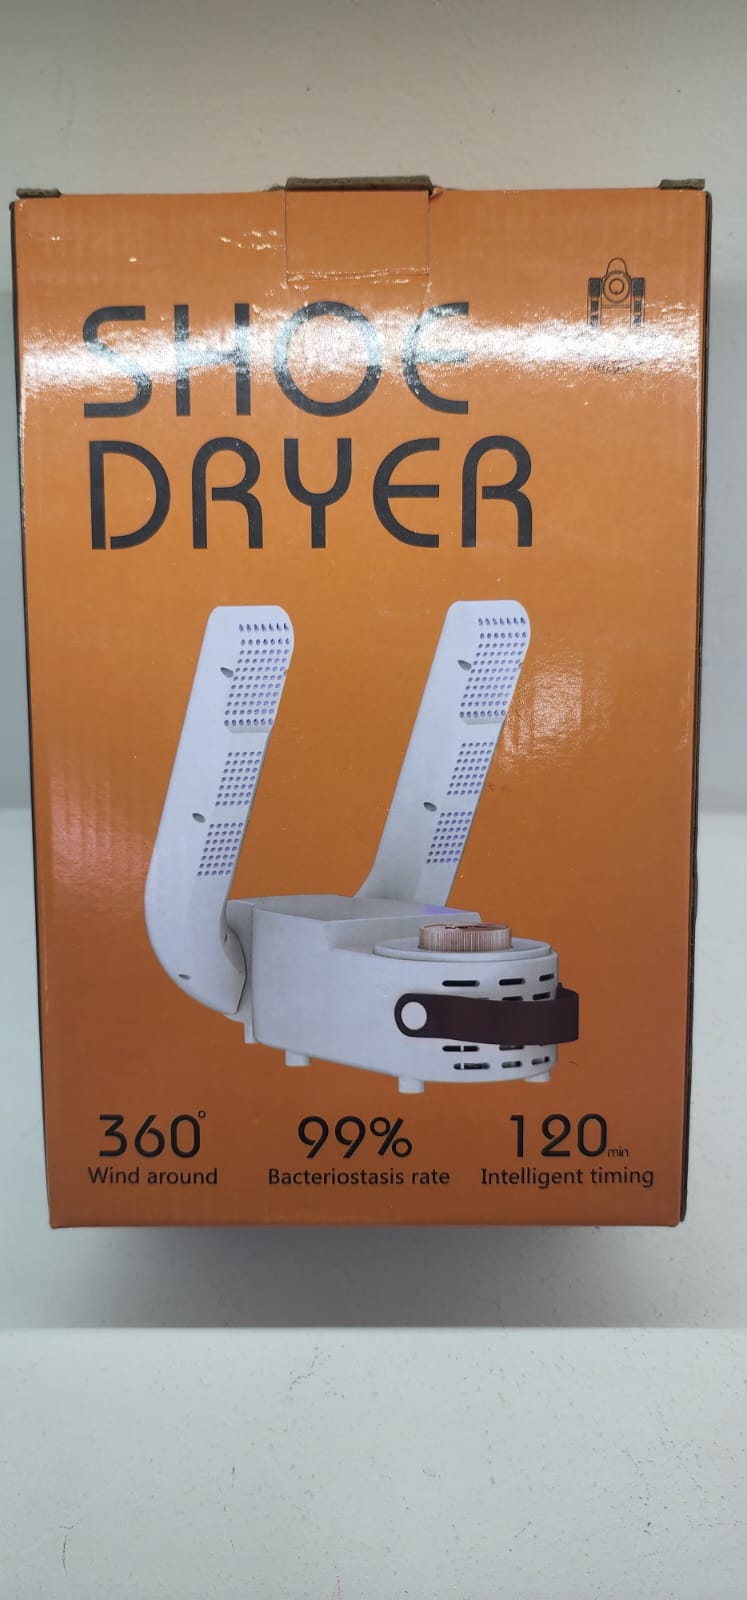 SHOE
DRYER
360°
Wind around
99%
Bacteriostasis rate
120min
Intelligent timing